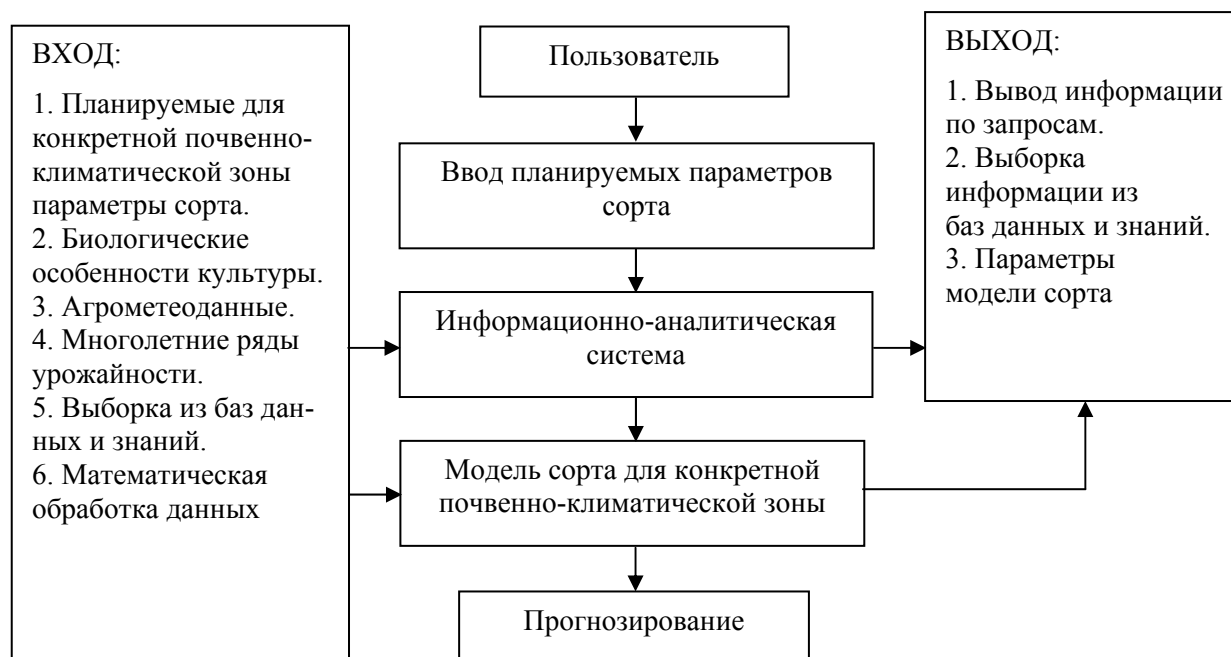 ВХОД:
1. Планируемые для
конкретной почвенно-
климатической зоны
параметры сорта.
2. Биологические
особенности культуры.
3. Агрометеоданные.
4. Многолетние ряды
урожайности.
5. Выборка из баз дан-
ных и знаний.
6. Математическая
обработка данных
Пользователь
Ввод планируемых параметров
сорта
Информационно-аналитическая
система
Модель сорта для конкретной
почвенно-климатической зоны
Прогнозирование
ВЫХОД:
1. Вывод информации
по запросам.
2. Выборка
информации из
баз данных и знаний.
3. Параметры
модели сорта